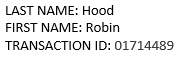 LAST NAME: Hood
FIRST NAME: Robin
TRANSACTION ID: 01714489